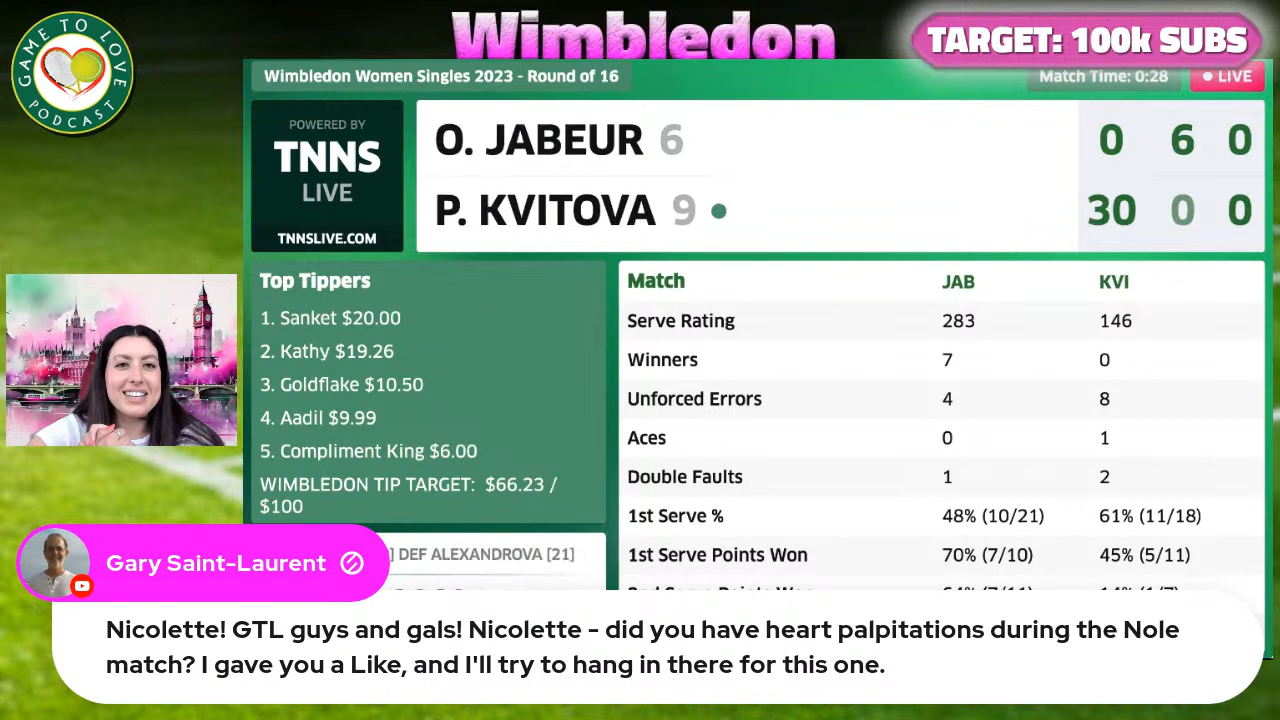 GAME TO LOVE
PODCAST
Wimbledon
TARGET: 100k SUBS
Wimbledon Women Singles 2023 - Round of 16
Match Time: 0:28
LIVE
POWERED BY
TNNS
LIVE
TNNSLIVE.COM
O. JABEUR 6 0 6 0
P. KVITOVA 9 30 0 0
Top Tippers
1. Sanket $20.00
2. Kathy $19.26
3. Goldflake $10.50
4. Aadil $9.99
5. Compliment King $6.00
WIMBLEDON TIP TARGET: $66.23 /
$100
Match JAB KVI
Serve Rating 283 146
Winners 7 0
Unforced Errors 4 8
Aces 0 1
Double Faults 1 2
1st Serve % 48% (10/21) 61% (11/18)
1st Serve Points Won 70% (7/10) 45% (5/11)
] DEF ALEXANDROVA [21]
Gary Saint-Laurent
Nicolette! GTL guys and gals! Nicolette - did you have heart palpitations during the Nole
match? I gave you a Like, and I'll try to hang in there for this one.